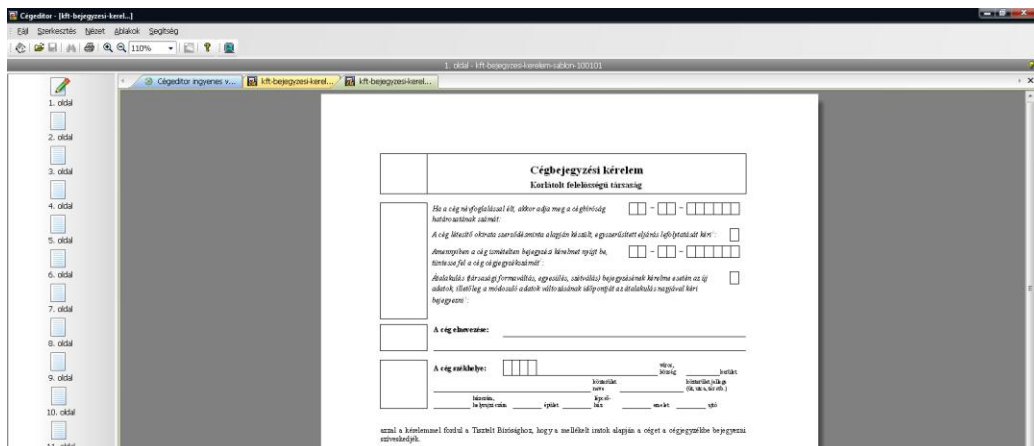 Cégeditor - [kft-bejegyzesi-kerel...]
Fájl Szerkesztés Nézet Ablakok Segítség
110%
1. oldal - kft-bejegyzesi-kerelem-sablon-100101
Cégeditor ingyenes v... kft-bejegyzesi-kerel... kft-bejegyzesi-kerel...
1. oldal
2. oldal
3. oldal
4. oldal
5. oldal
6. oldal
7. oldal
8. oldal
9. oldal
10. oldal
11. oldal
Cégbejegyzési kérelem
Korlátolt felelősségű társaság
Ha a cég névfoglalással élt, akkor adja meg a cégbíróság
határozatának számát:
A cég létesítő okirata szerződésminta alapján készült, egyszerűsített eljárás lefolytatását kéri:
Amennyiben a cég ismételten bejegyzési kérelmet nyújt be,
tüntesse fel a cég cégjegyzékszámát:
Átalakulás (társasági formaváltás, egyesülés, szétválás) bejegyzésének kérelme esetén az új
adatok, illetőleg a módosuló adatok változásának időpontját az átalakulás napjával kéri
bejegyezni:
A cég elnevezése:
A cég székhelye: város, község kerület
közterület neve közterület jellege (út, utca, tér stb.)
házszám, helyrajzi szám épület lépcsőház emelet ajtó
azzal a kérelemmel fordul a Tisztelt Bírósághoz, hogy a mellékelt iratok alapján a céget a cégjegyzékbe bejegyezni
szíveskedjék.